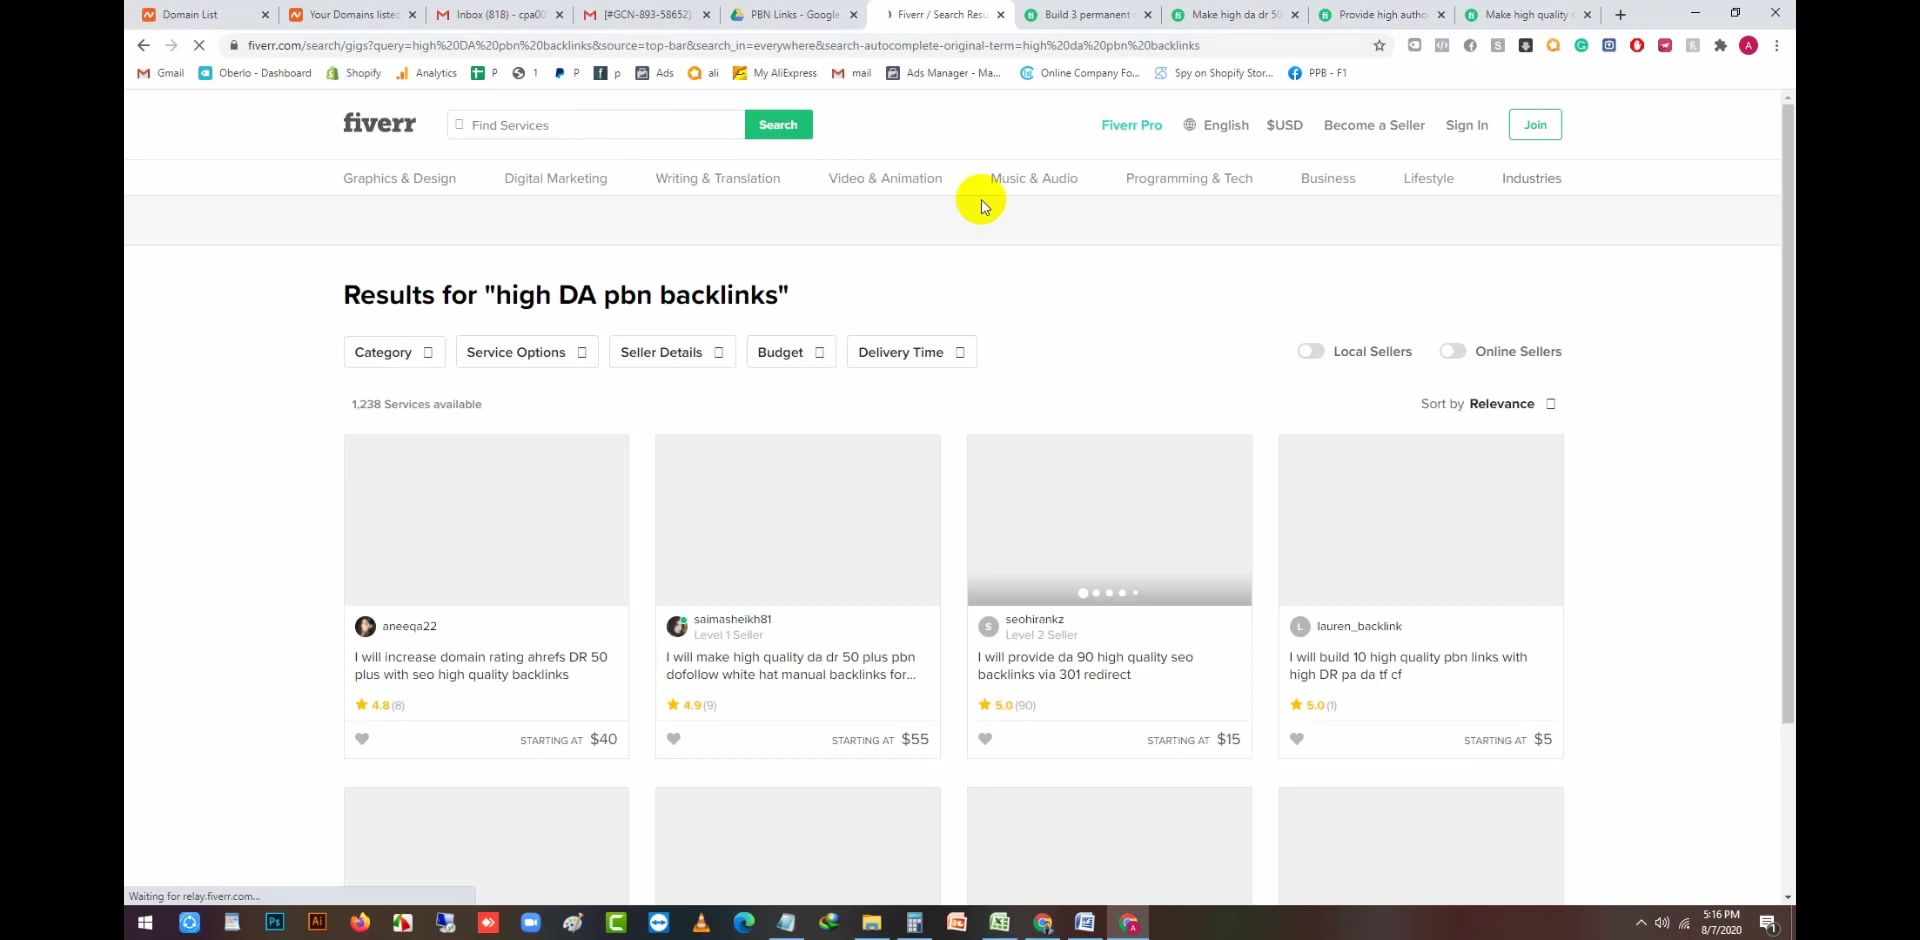 Domain List
Your Domains listed
Inbox (818) - cpa00
[#GCN-893-58652]
PBN Links - Google
Fiverr / Search Resu
Build 3 permanent
Make high da dr 50
Provide high autho
Make high quality
fiverr.com/search/gigs?query=high%20DA%20pbn%20backlinks&source=top-bar&search_in=everywhere&search-autocomplete-original-term=high%20da%20pbn%20backlinks
Gmail
Oberlo - Dashboard
Shopify
Analytics
P
1
P
p
Ads
ali
My AliExpress
mail
Ads Manager - Ma...
Online Company Fo...
Spy on Shopify Stor...
PPB - F1
fiverr
Find Services
Search
Fiverr Pro
English
$USD
Become a Seller
Sign In
Join
Graphics & Design
Digital Marketing
Writing & Translation
Video & Animation
Music & Audio
Programming & Tech
Business
Lifestyle
Industries
Results for "high DA pbn backlinks"
Category
Service Options
Seller Details
Budget
Delivery Time
Local Sellers
Online Sellers
1,238 Services available
Sort by Relevance
aneeqa22
I will increase domain rating ahrefs DR 50
plus with seo high quality backlinks
4.8 (8)
STARTING AT $40
saimasheikh81
Level 1 Seller
I will make high quality da dr 50 plus pbn
dofollow white hat manual backlinks for...
4.9 (9)
STARTING AT $55
S
seohirankz
Level 2 Seller
I will provide da 90 high quality seo
backlinks via 301 redirect
5.0 (90)
STARTING AT $15
L
lauren_backlink
I will build 10 high quality pbn links with
high DR pa da tf cf
5.0 (1)
STARTING AT $5
Waiting for relay.fiverr.com...
Ps
Ai
5:16 PM
8/7/2020